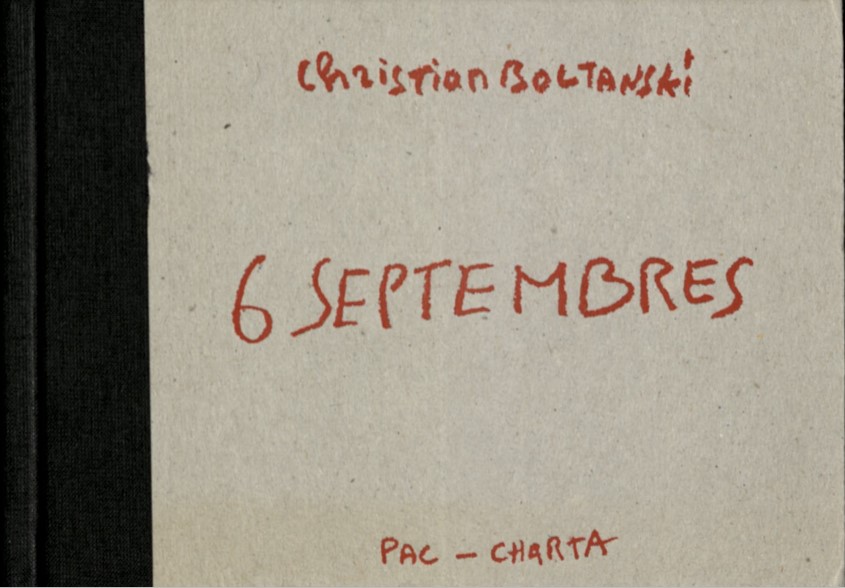 Christian BOLTANSKi
6 SEPTEMBRES
PAC – CHARTA